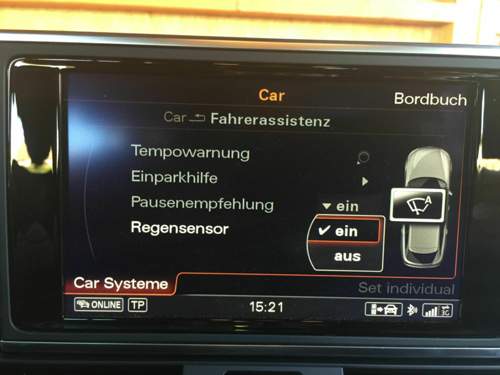 Car
Bordbuch
Car Fahrerassistenz
Tempowarnung
Einparkhilfe
Pausenempfehlung ein
Regensensor ein
aus
A
Car Systeme
Set individual
ONLINE TP 15:21 3G